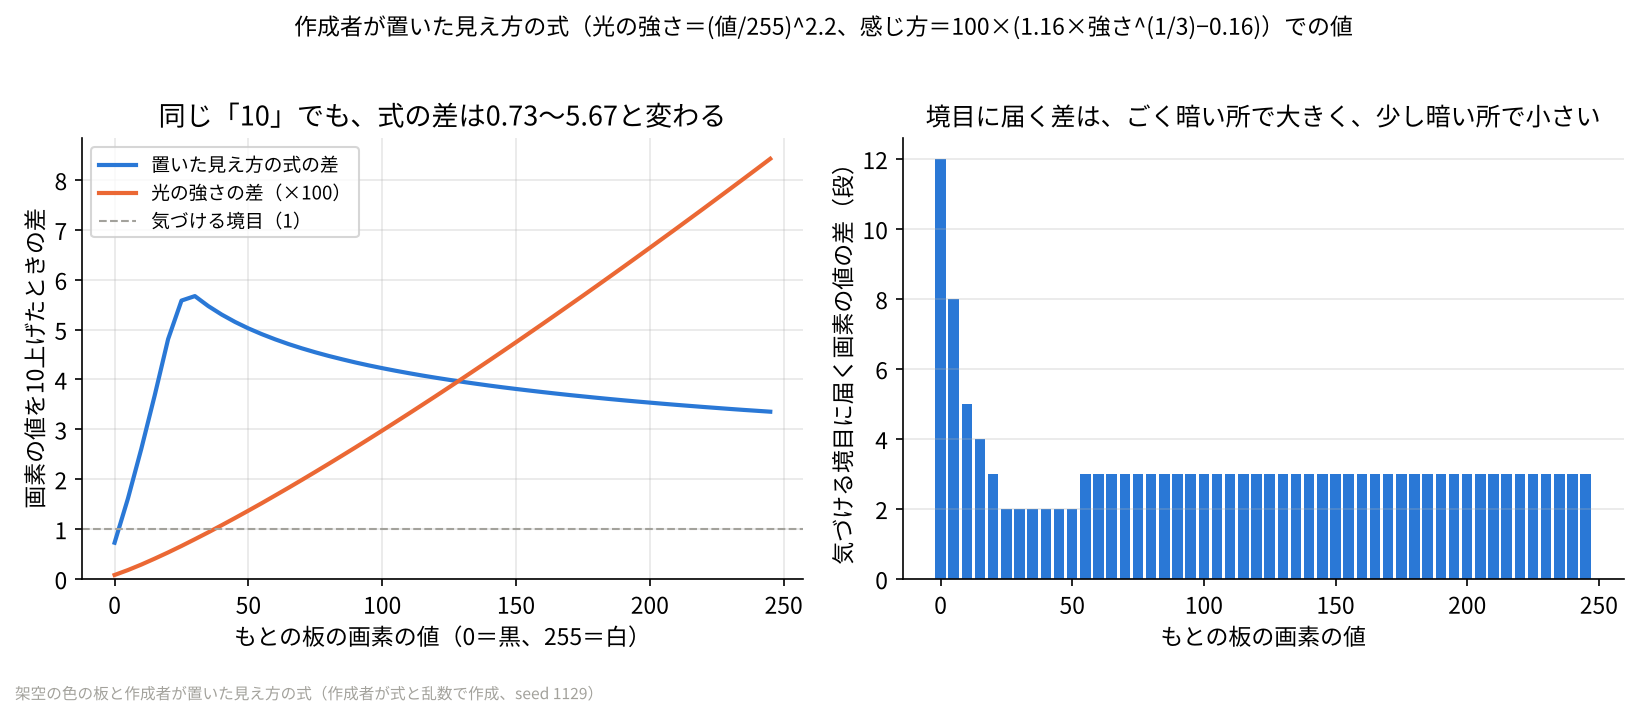 作成者が置いた見え方の式（光の強さ＝(値/255)^2.2、感じ方＝100×(1.16×強さ^(1/3)−0.16)）での値
同じ「10」でも、式の差は0.73〜5.67と変わる
画素の値を10上げたときの差
置いた見え方の式の差
光の強さの差（×100）
気づける境目（1）
8
7
6
5
4
3
2
1
0
0 50 100 150 200 250
もとの板の画素の値（0＝黒、255＝白）
境目に届く差は、ごく暗い所で大きく、少し暗い所で小さい
気づける境目に届く画素の値の差（段）
12
10
8
6
4
2
0
0 50 100 150 200 250
もとの板の画素の値
架空の色の板と作成者が置いた見え方の式（作成者が式と乱数で作成、seed 1129）